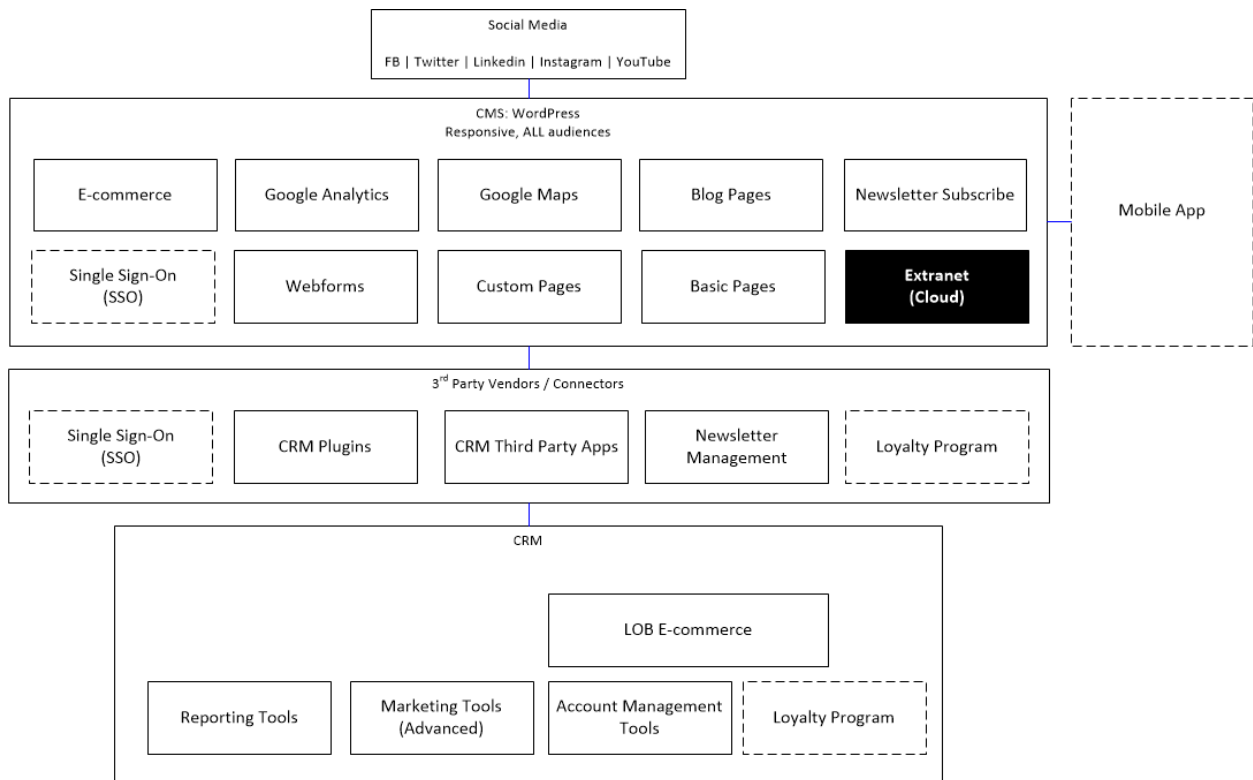 Social Media
FB | Twitter | Linkedin | Instagram | YouTube
CMS: WordPress
Responsive, ALL audiences
E-commerce
Google Analytics
Google Maps
Blog Pages
Newsletter Subscribe
Mobile App
Single Sign-On
(SSO)
Webforms
Custom Pages
Basic Pages
Extranet
(Cloud)
3rd Party Vendors / Connectors
Single Sign-On
(SSO)
CRM Plugins
CRM Third Party Apps
Newsletter
Management
Loyalty Program
CRM
LOB E-commerce
Reporting Tools
Marketing Tools
(Advanced)
Account Management
Tools
Loyalty Program